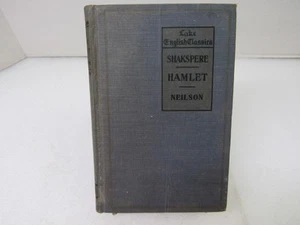 Lake
English Classics
SHAKSPERE
HAMLET
NEILSON